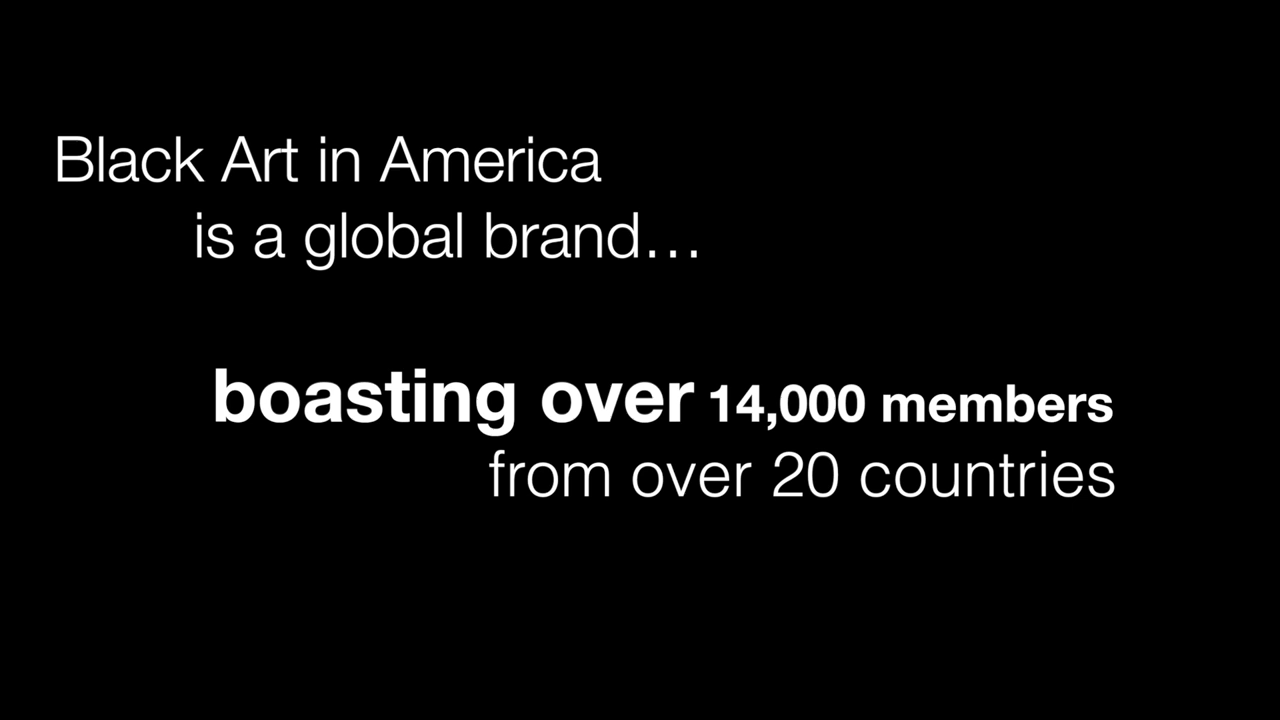 Black Art in America
is a global brand…
boasting over 14,000 members
from over 20 countries